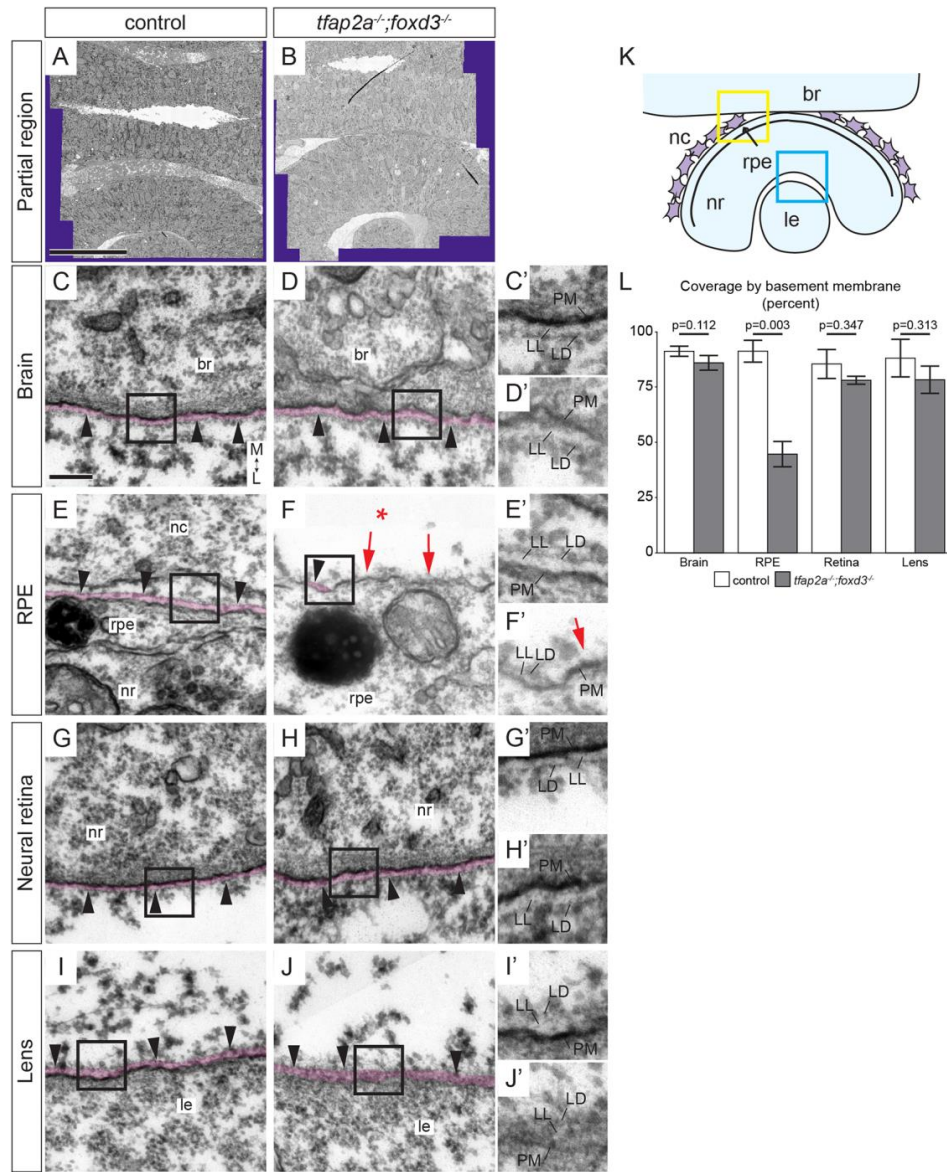 control
tfap2a-/-;foxd3-/-
Partial region
A
B
K
br
nc
rpe
nr
le
Brain
C
br
M
L
D
br
C'
PM
LL
LD
D'
PM
LL
LD
L
Coverage by basement membrane
(percent)
p=0.112
p=0.003
p=0.347
p=0.313
100
75
50
25
0
Brain
RPE
Retina
Lens
control
tfap2a-/-;foxd3-/-
RPE
E
nc
rpe
nr
F
*
rpe
E'
LL
LD
PM
F'
LL
LD
PM
Neural retina
G
nr
H
nr
G'
PM
LD
LL
H'
PM
LL
LD
Lens
I
le
J
le
I'
LD
LL
PM
J'
LD
LL
PM